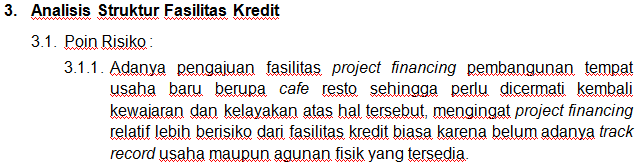 3. Analisis Struktur Fasilitas Kredit
3.1. Poin Risiko :
3.1.1. Adanya pengajuan fasilitas project financing pembangunan tempat
usaha baru berupa cafe resto sehingga perlu dicermati kembali
kewajaran dan kelayakan atas hal tersebut, mengingat project financing
relatif lebih berisiko dari fasilitas kredit biasa karena belum adanya track
record usaha maupun agunan fisik yang tersedia.